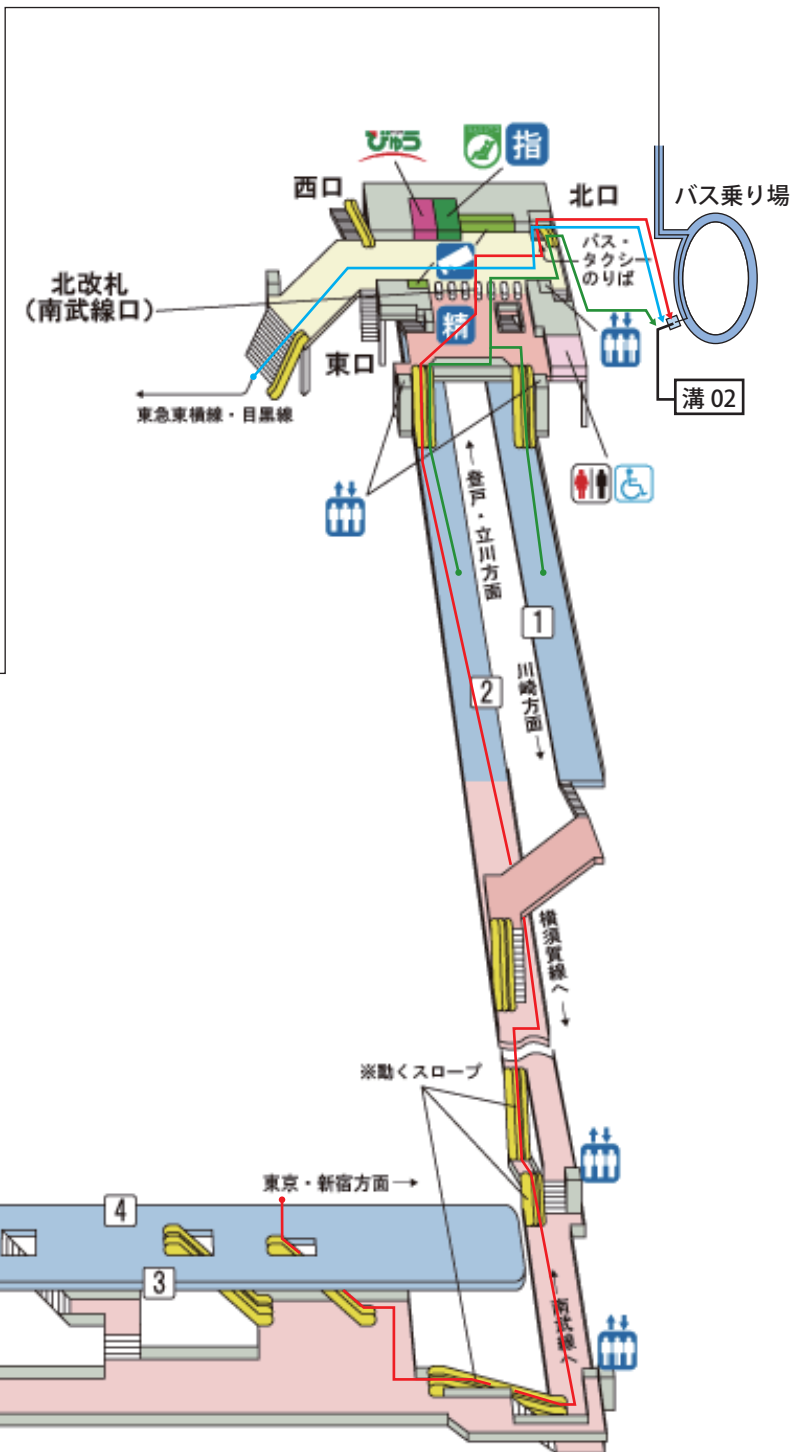 びゅう
指
西口
北口
バス乗り場
バス・
タクシー
のりば
北改札
(南武線口)
精
東口
東急東横線・目黒線
溝 02
登戸・立川方面
1
川崎方面
2
横須賀線へ
※動くスロープ
東京・新宿方面
4
3
南武線へ